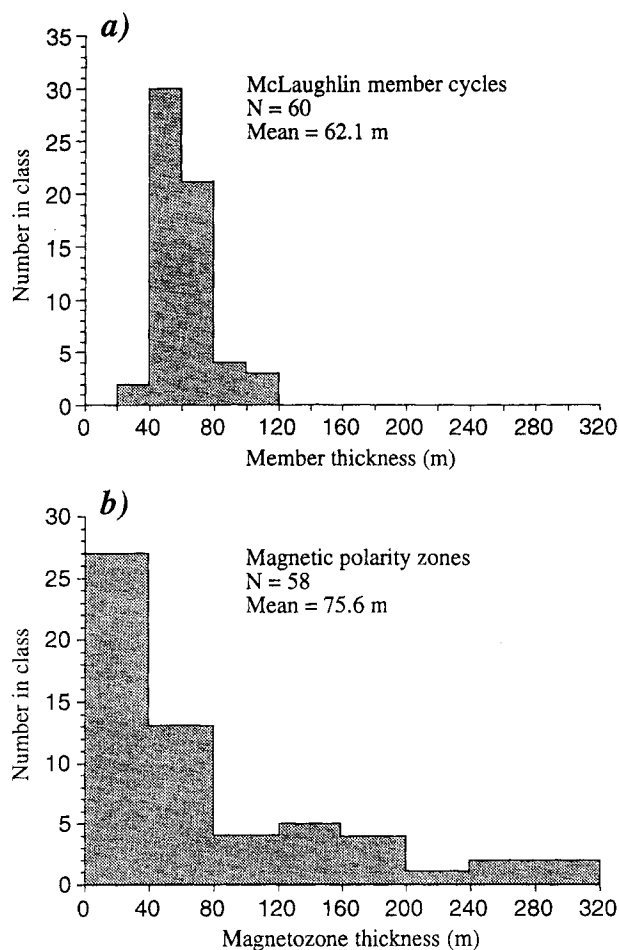 a)
35
30
25
20
15
10
5
0
Number in class
McLaughlin member cycles
N = 60
Mean = 62.1 m
0 40 80 120 160 200 240 280 320
Member thickness (m)
b)
30
25
20
15
10
5
0
Number in class
Magnetic polarity zones
N = 58
Mean = 75.6 m
0 40 80 120 160 200 240 280 320
Magnetozone thickness (m)